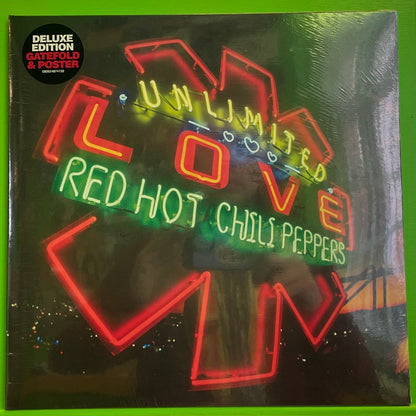 DELUXE
EDITION
GATEFOLD
& POSTER
UNLIMITED
LOVE
RED HOT CHILI PEPPERS